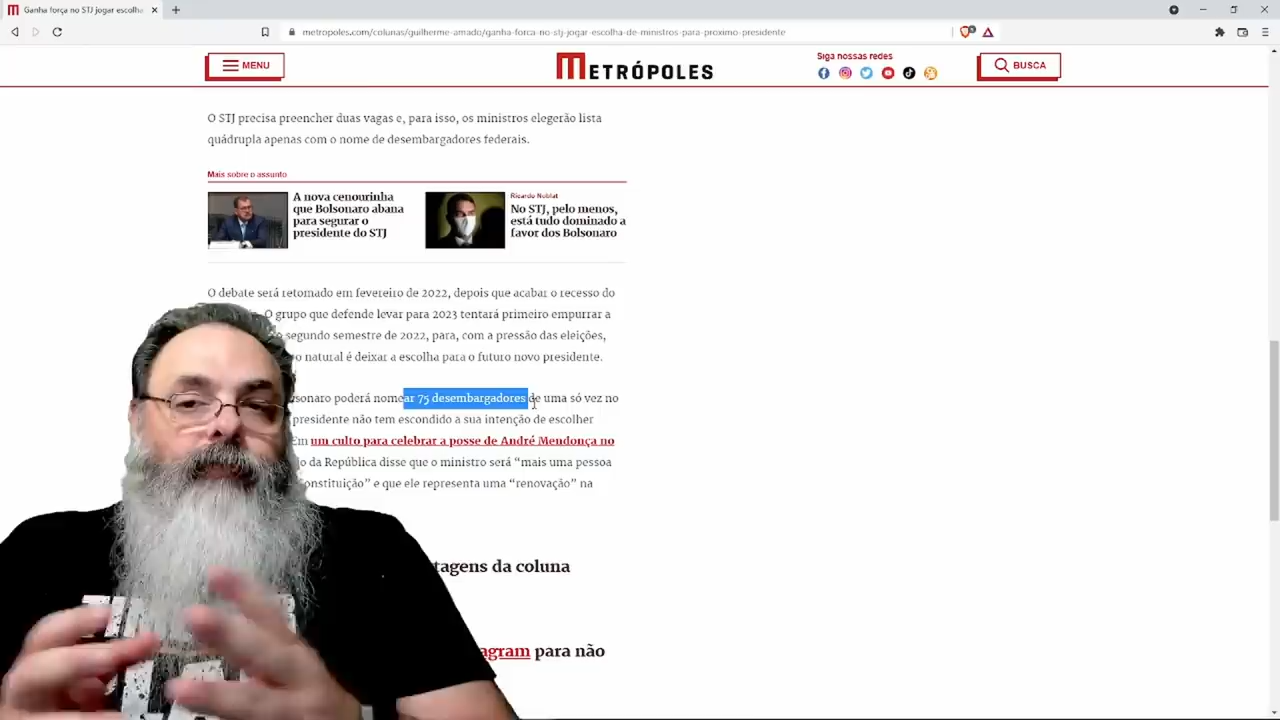 Ganha força no STJ jogar escolha
metropoles.com/colunas/guilherme-amado/ganha-forca-no-stj-jogar-escolha-de-ministros-para-proximo-presidente
MENU
METRÓPOLES
Siga nossas redes
BUSCA
O STJ precisa preencher duas vagas e, para isso, os ministros elegerão lista
quádrupla apenas com o nome de desembargadores federais.
Mais sobre o assunto
A nova cenourinha
que Bolsonaro abana
para segurar o
presidente do STJ
Ricardo Noblat
No STJ, pelo menos,
está tudo dominado a
favor dos Bolsonaro
O debate será retomado em fevereiro de 2022, depois que acabar o recesso do
O grupo que defende levar para 2023 tentará primeiro empurrar a
segundo semestre de 2022, para, com a pressão das eleições,
natural é deixar a escolha para o futuro novo presidente.
sonaro poderá nomear 75 desembargadores de uma só vez no
presidente não tem escondido a sua intenção de escolher
Em um culto para celebrar a posse de André Mendonça no
da República disse que o ministro será “mais uma pessoa
onstituição” e que ele representa uma “renovação” na
tagens da coluna
agram para não